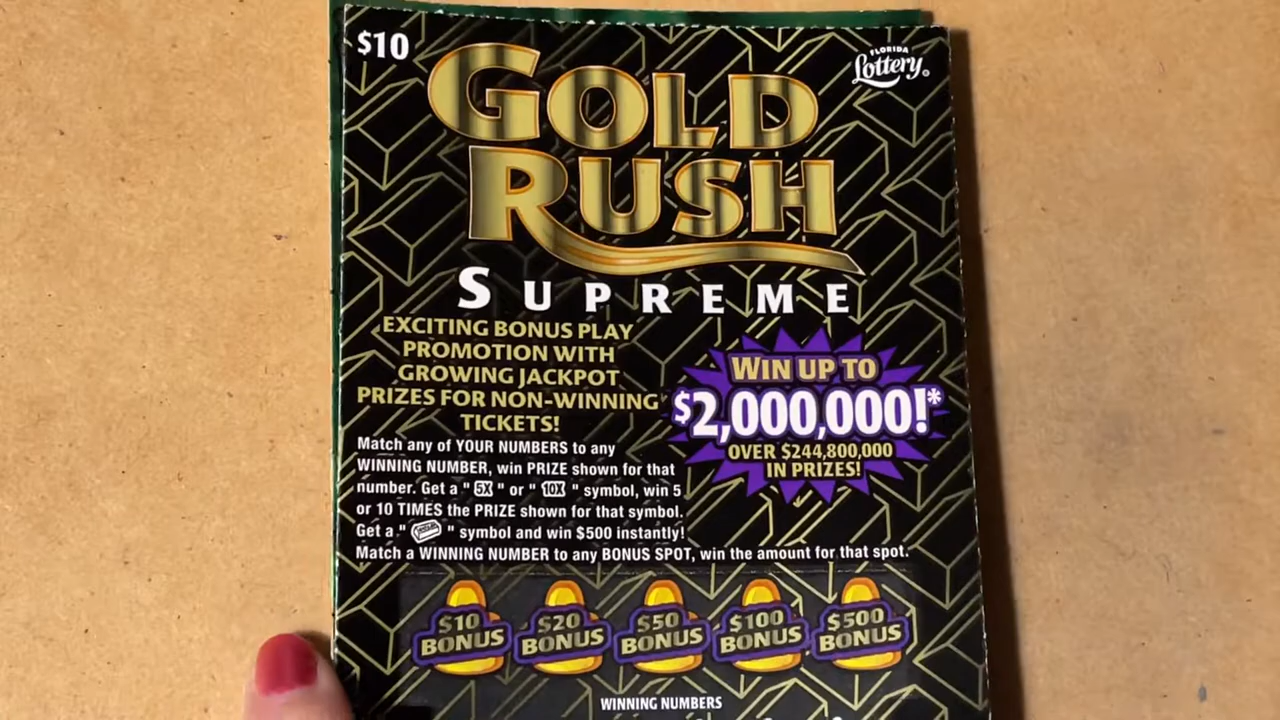 $10
FLORIDA
Lottery
GOLD
RUSH
SUPREME
EXCITING BONUS PLAY
PROMOTION WITH
GROWING JACKPOT
PRIZES FOR NON-WINNING
TICKETS!
WIN UP TO
$2,000,000!*
OVER $244,800,000
IN PRIZES!
Match any of YOUR NUMBERS to any
WINNING NUMBER, win PRIZE shown for that
number. Get a " 5X " or " 10X " symbol, win 5
or 10 TIMES the PRIZE shown for that symbol.
Get a " " symbol and win $500 instantly!
Match a WINNING NUMBER to any BONUS SPOT, win the amount for that spot.
$10 BONUS
$20 BONUS
$50 BONUS
$100 BONUS
$500 BONUS
WINNING NUMBERS